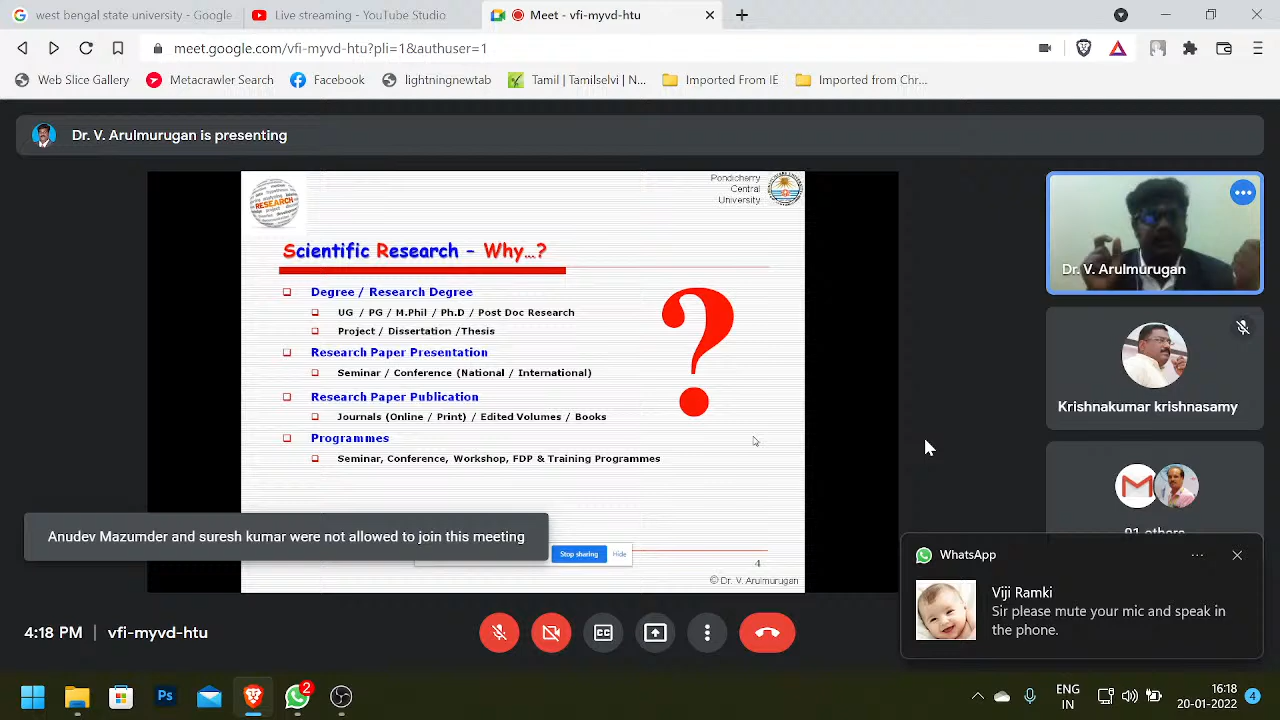 west bengal state university - Google
Live streaming - YouTube Studio
Meet - vfi-myvd-htu
meet.google.com/vfi-myvd-htu?pli=1&authuser=1
Web Slice Gallery
Metacrawler Search
Facebook
lightningnewtab
Tamil | Tamilselvi | N...
Imported From IE
Imported from Chr...
Dr. V. Arulmurugan is presenting
RESEARCH
Pondicherry
Central
University
Scientific Research – Why…?
Degree / Research Degree
UG / PG / M.Phil / Ph.D / Post Doc Research
Project / Dissertation /Thesis
Research Paper Presentation
Seminar / Conference (National / International)
Research Paper Publication
Journals (Online / Print) / Edited Volumes / Books
Programmes
Seminar, Conference, Workshop, FDP & Training Programmes
?
Stop sharing
Hide
4
© Dr. V. Arulmurugan
Dr. V. Arulmurugan
Krishnakumar krishnasamy
91 others
Anudev Mazumder and suresh kumar were not allowed to join this meeting
WhatsApp
Viji Ramki
Sir please mute your mic and speak in
the phone.
4:18 PM | vfi-myvd-htu
Ps
2
ENG
IN
16:18
20-01-2022
4